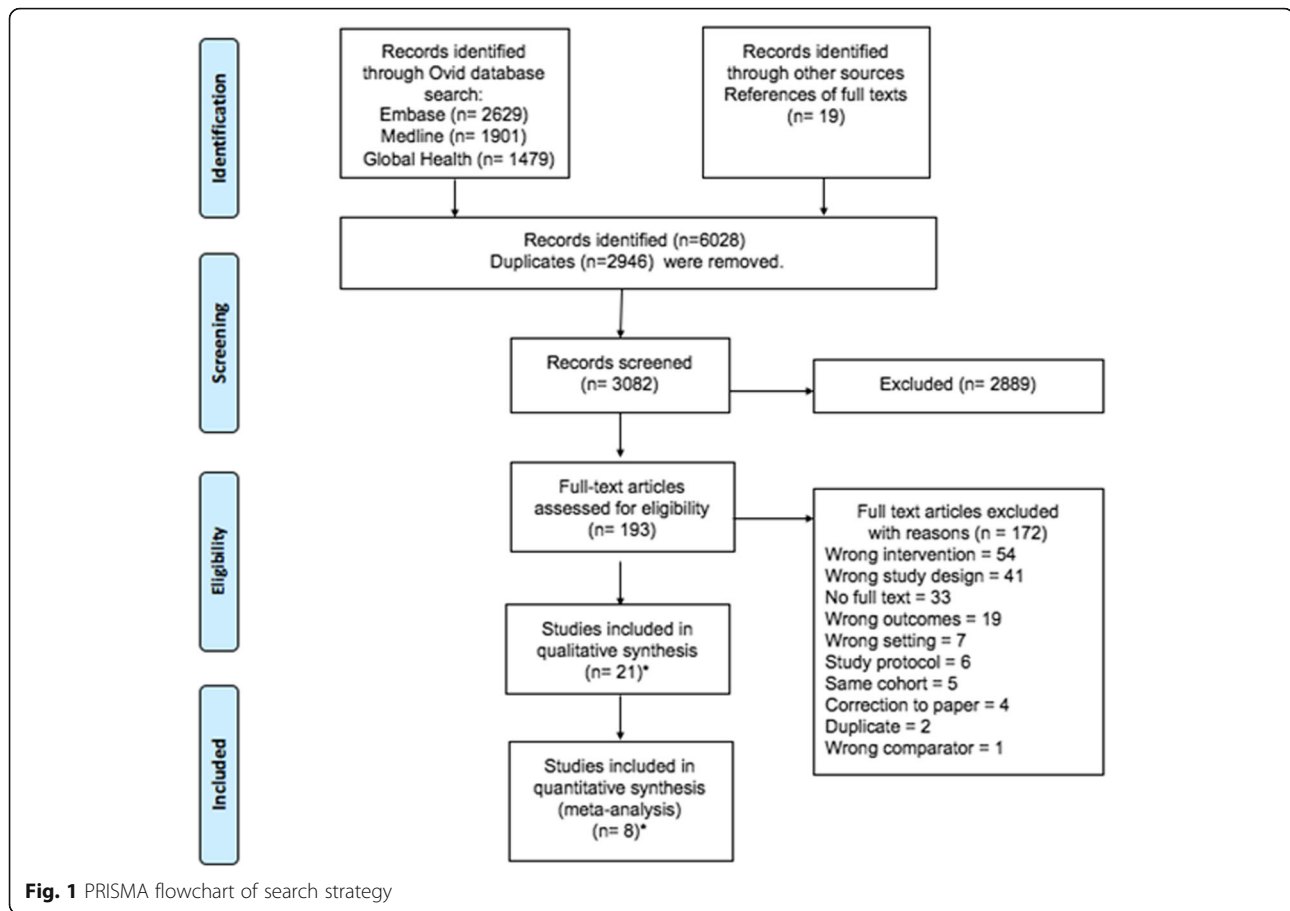 Identification
Records identified
through Ovid database
search:
Embase (n= 2629)
Medline (n= 1901)
Global Health (n= 1479)
Records identified
through other sources
References of full texts
(n= 19)
Records identified (n=6028)
Duplicates (n=2946) were removed.
Screening
Records screened
(n= 3082)
Excluded (n= 2889)
Eligibility
Full-text articles
assessed for eligibility
(n= 193)
Full text articles excluded
with reasons (n = 172)
Wrong intervention = 54
Wrong study design = 41
No full text = 33
Wrong outcomes = 19
Wrong setting = 7
Study protocol = 6
Same cohort = 5
Correction to paper = 4
Duplicate = 2
Wrong comparator = 1
Studies included in
qualitative synthesis
(n= 21)*
Included
Studies included in
quantitative synthesis
(meta-analysis)
(n= 8)*
Fig. 1 PRISMA flowchart of search strategy